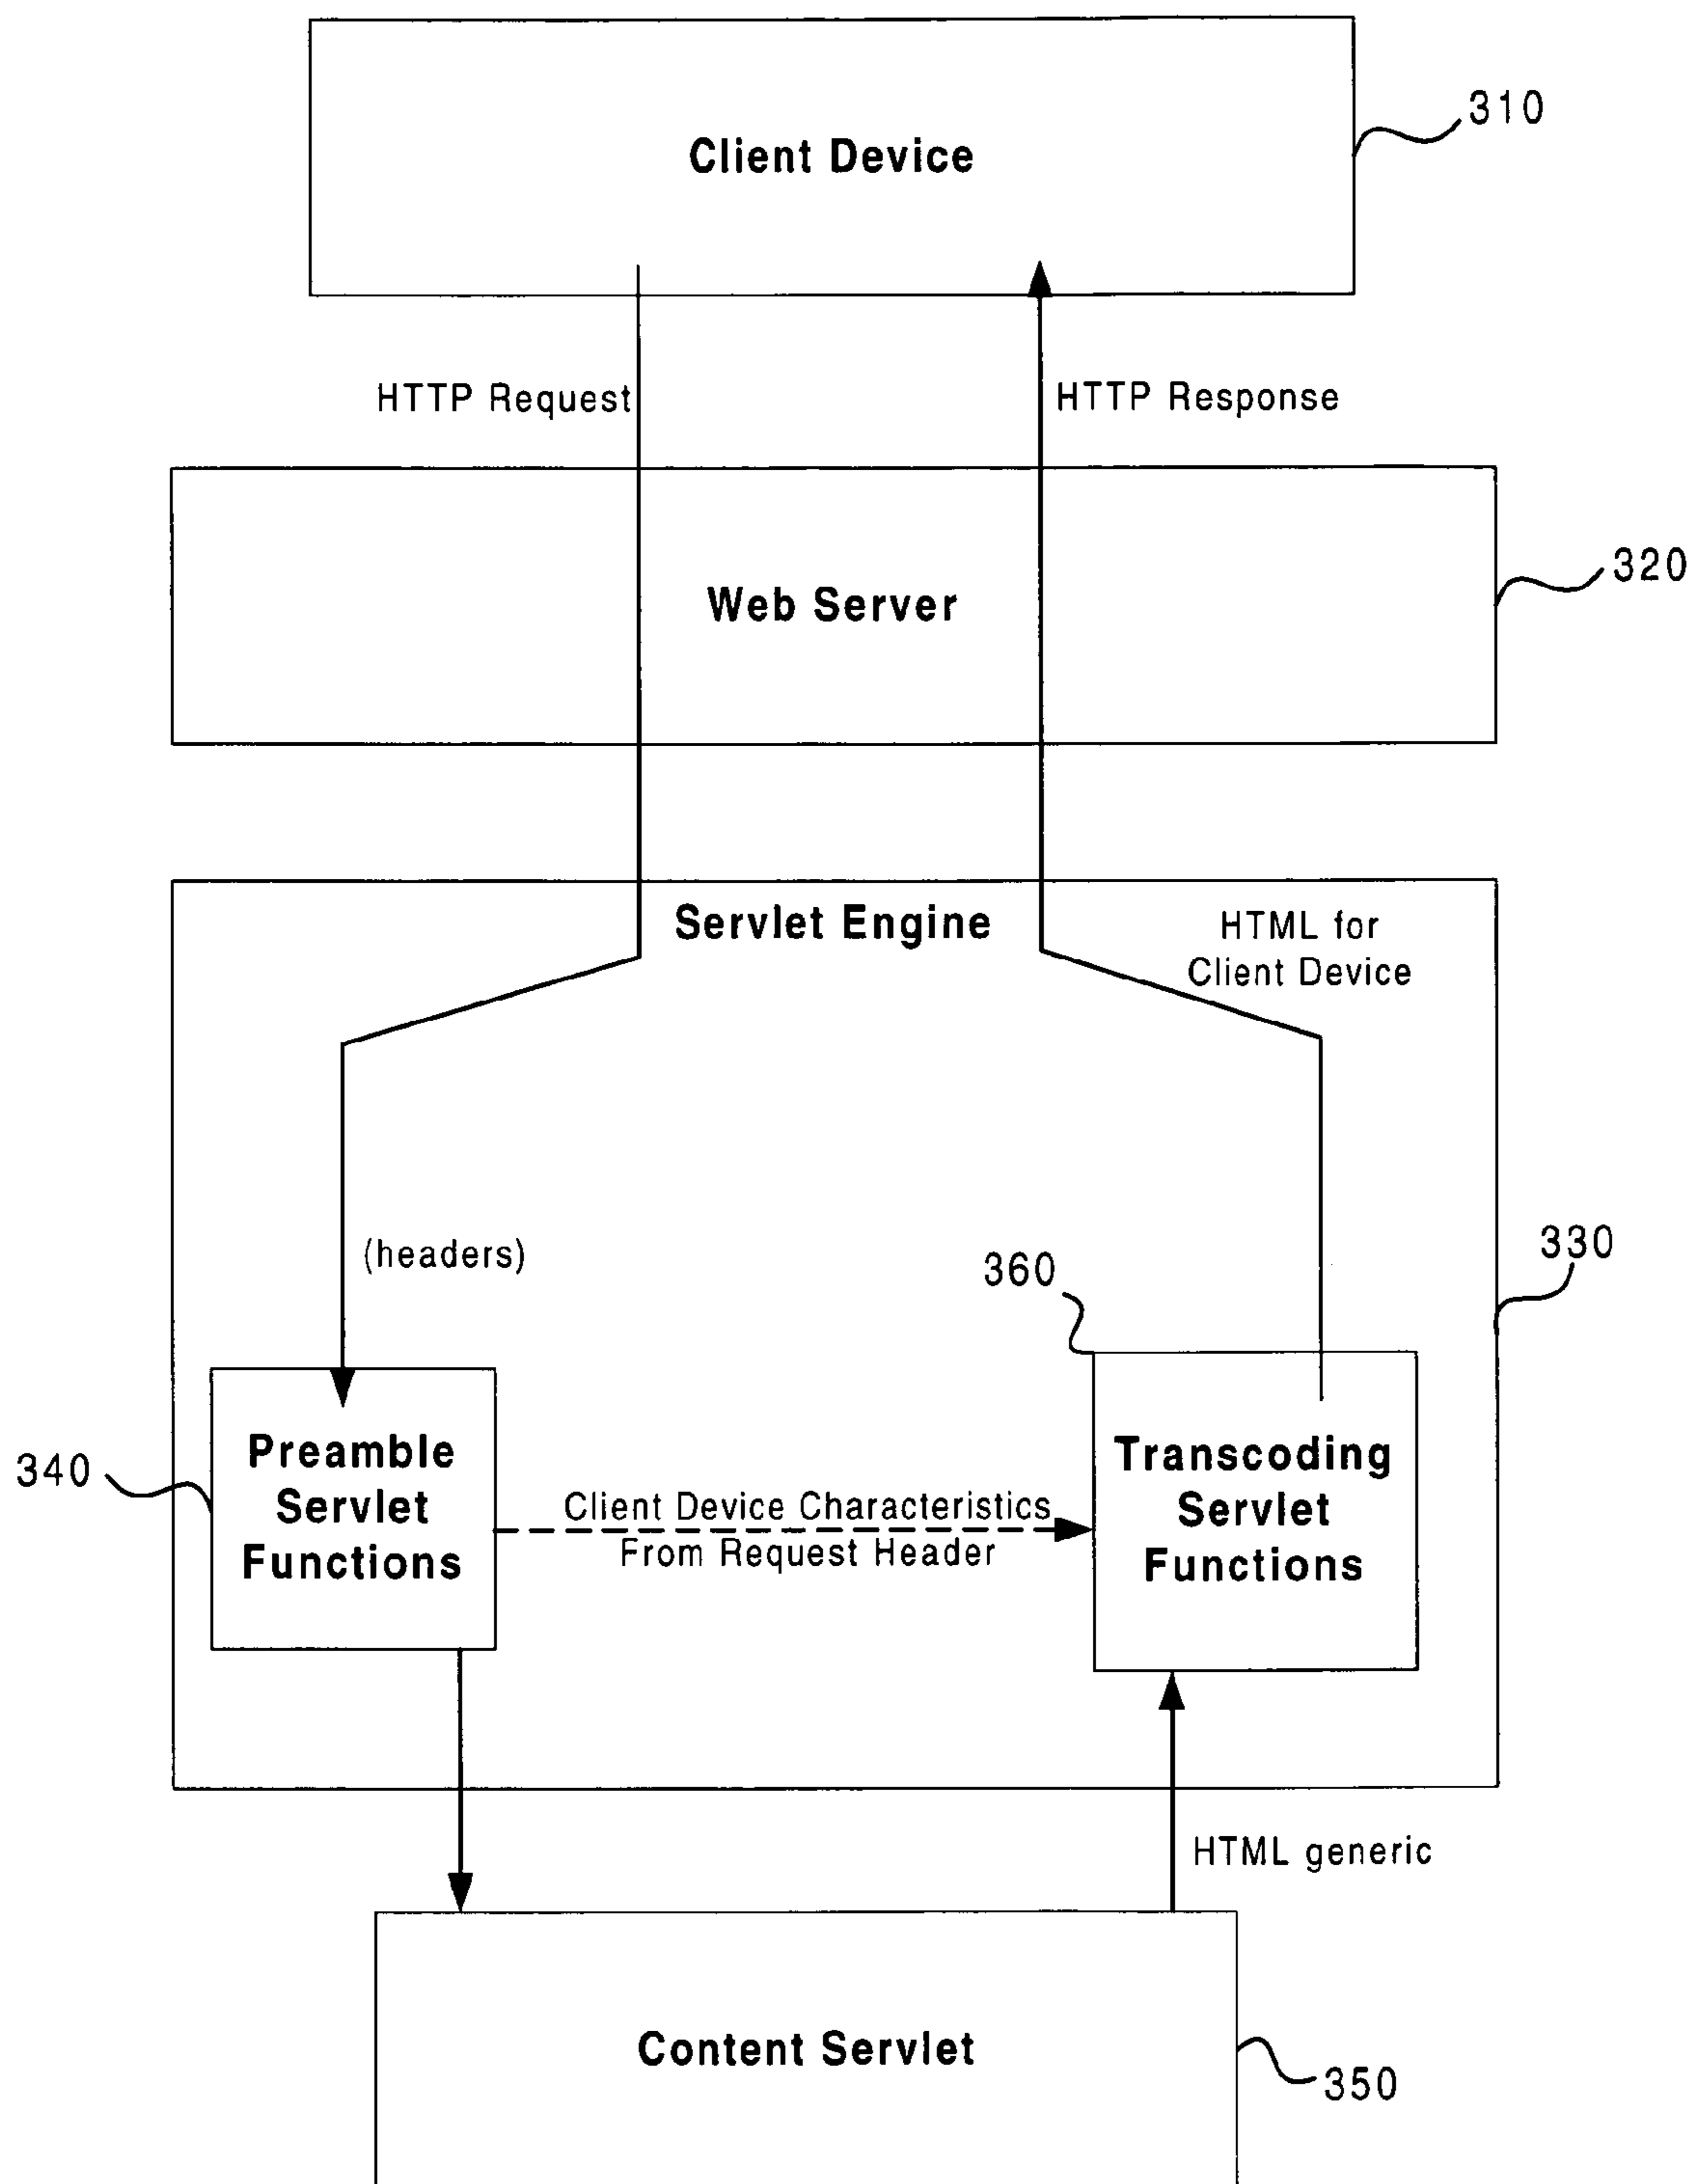 310
Client Device
HTTP Request
HTTP Response
320
Web Server
Servlet Engine
HTML for
Client Device
330
(headers)
360
340
Preamble
Servlet
Functions
Client Device Characteristics
From Request Header
Transcoding
Servlet
Functions
HTML generic
Content Servlet
350